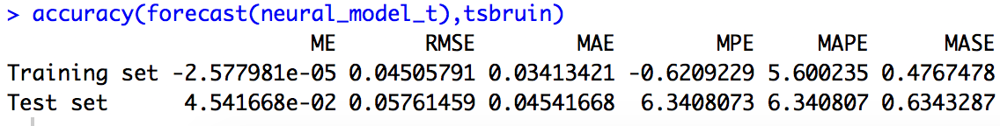 > accuracy(forecast(neural_model_t),tsbruin)
ME RMSE MAE MPE MAPE MASE
Training set -2.577981e-05 0.04505791 0.03413421 -0.6209229 5.600235 0.4767478
Test set 4.541668e-02 0.05761459 0.04541668 6.3408073 6.340807 0.6343287